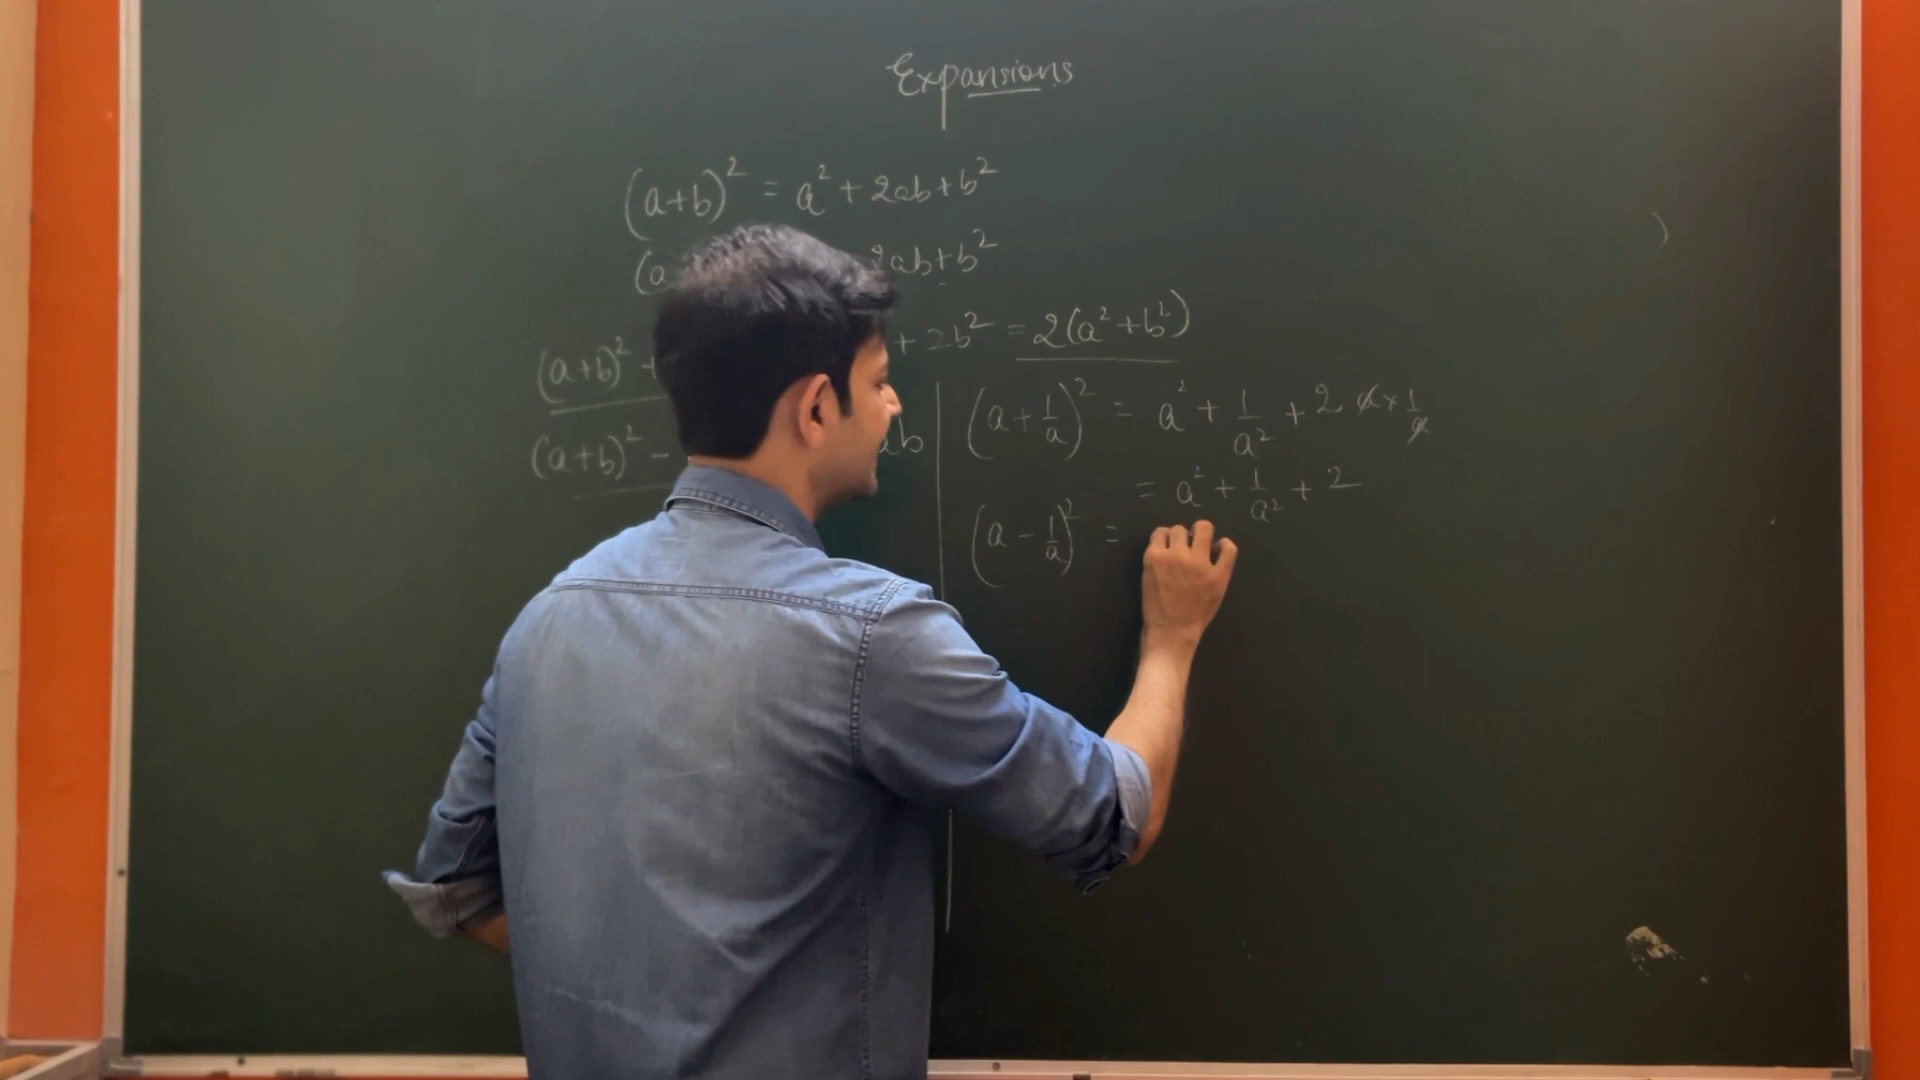 Expansions
(a+b)² = a² + 2ab + b²
(a 2ab + b²
(a+b)² + + 2b² = 2(a² + b²)
(a+b)² - ab
(a + 1/a)² = a² + 1/a² + 2 a × 1/a
= a² + 1/a² + 2
(a - 1/a)² =
)